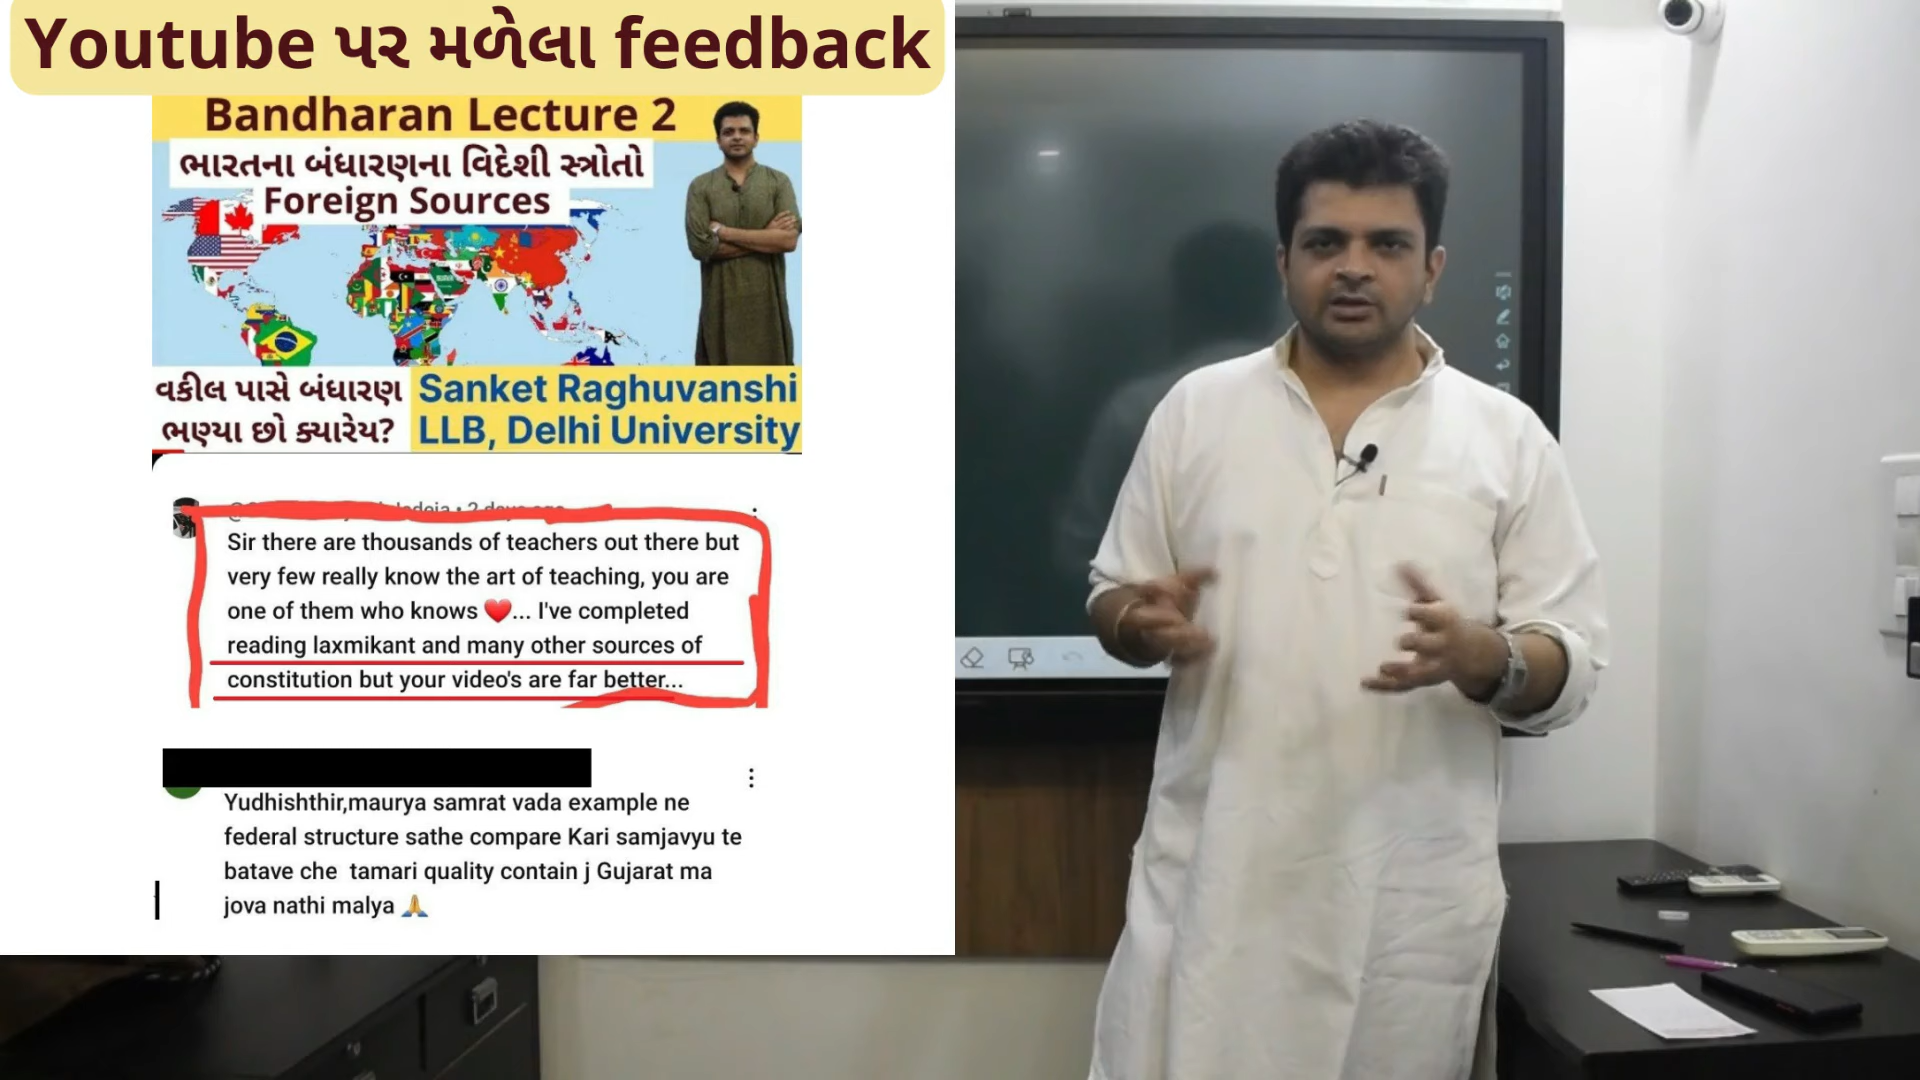 Youtube પર મળેલા feedback
Bandharan Lecture 2
ભારતના બંધારણના વિદેશી સ્ત્રોતો
Foreign Sources
વકીલ પાસે બંધારણ
ભણ્યા છો ક્યારેય?
Sanket Raghuvanshi
LLB, Delhi University
2 days ago
Sir there are thousands of teachers out there but
very few really know the art of teaching, you are
one of them who knows ❤️... I've completed
reading laxmikant and many other sources of
constitution but your video's are far better...
Yudhishthir,maurya samrat vada example ne
federal structure sathe compare Kari samjavyu te
batave che tamari quality contain j Gujarat ma
jova nathi malya 🙏